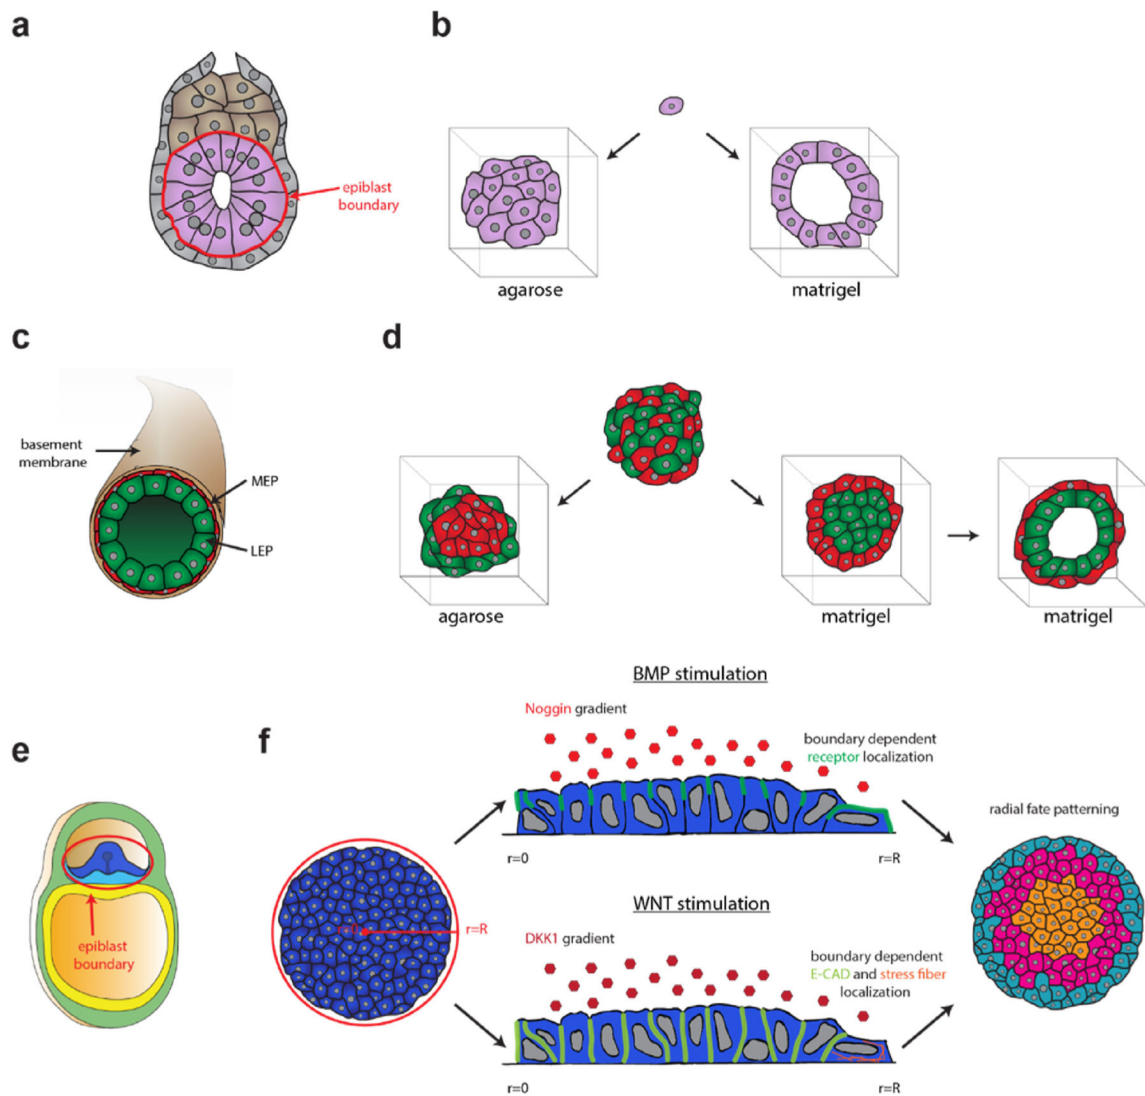 a
b
epiblast
boundary
agarose
matrigel
c
d
basement
membrane
MEP
LEP
agarose
matrigel
matrigel
e
f
BMP stimulation
Noggin gradient
boundary dependent
receptor localization
radial fate patterning
r=0
r=R
epiblast
boundary
r=0
r=R
WNT stimulation
DKK1 gradient
boundary dependent
E-CAD and stress fiber
localization
r=0
r=R